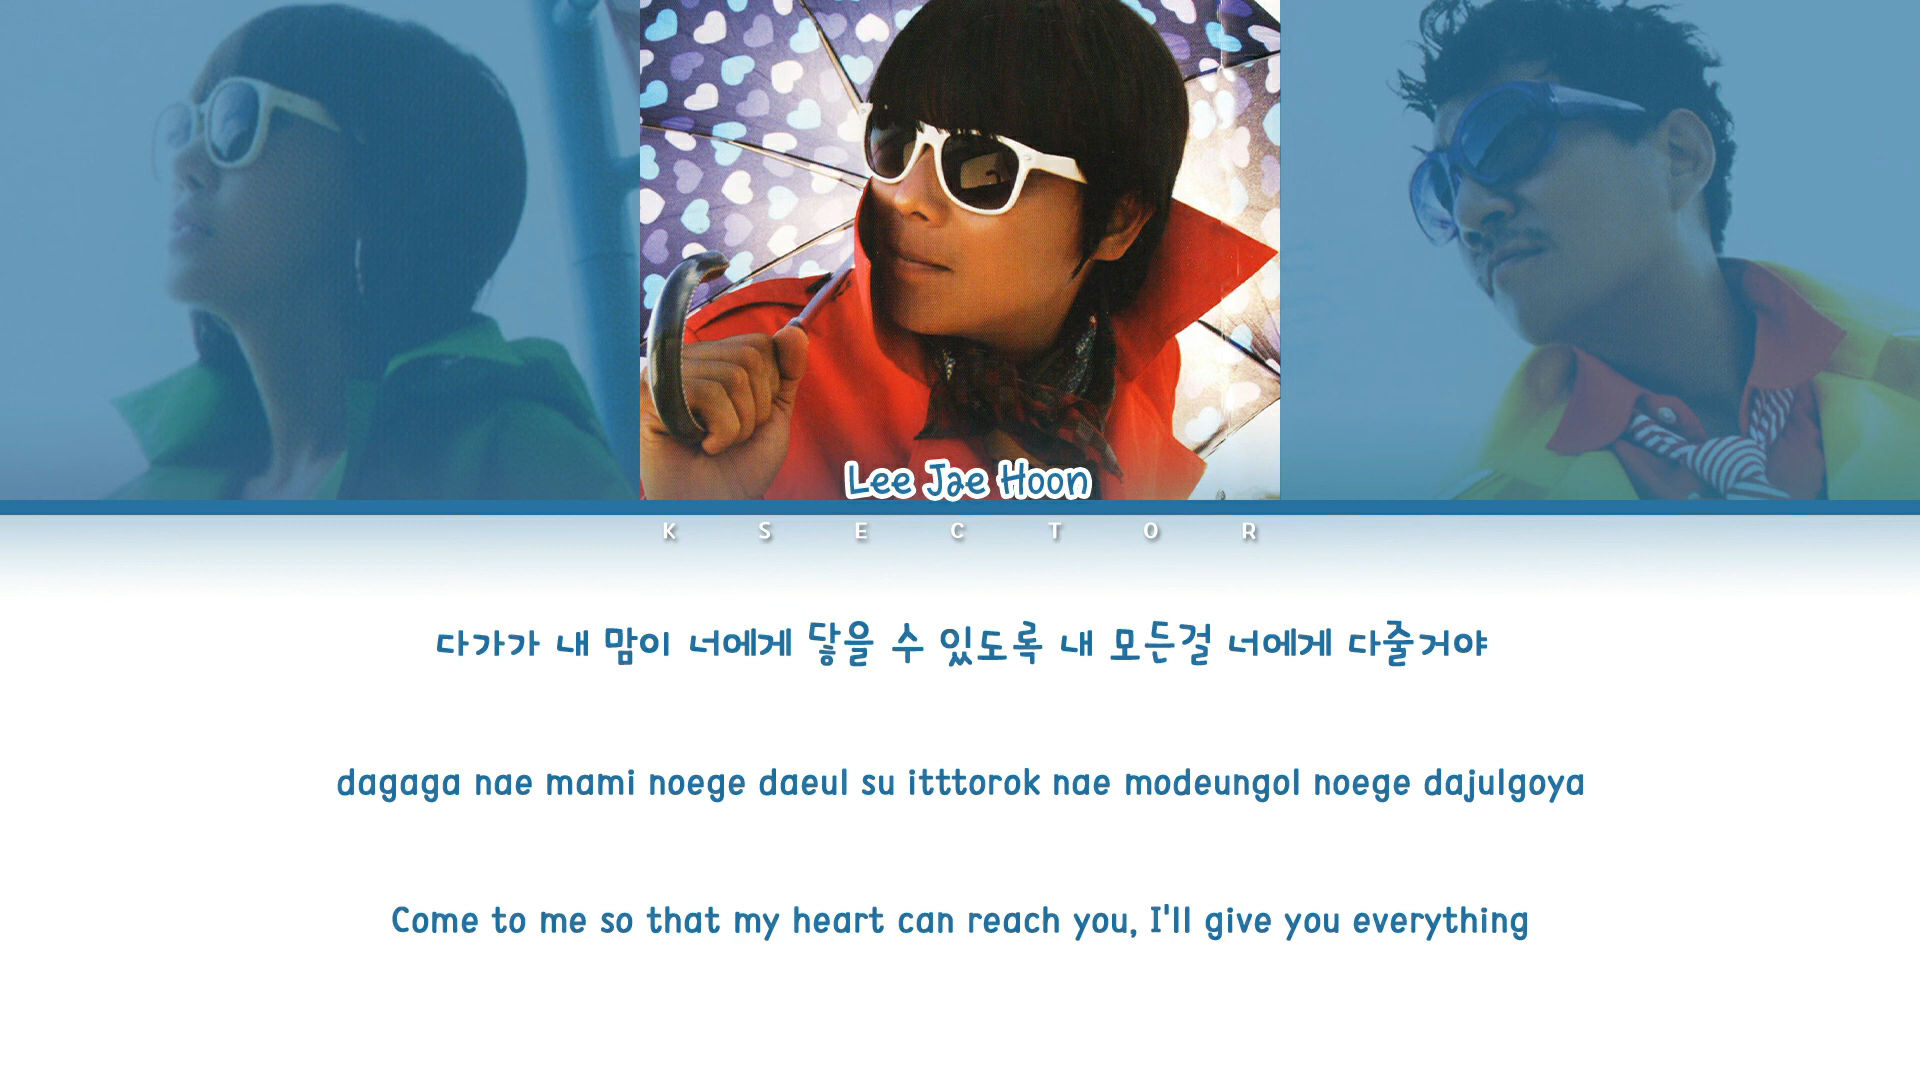 Lee Jae Hoon
K S E C T O R
다가가 내 맘이 너에게 닿을 수 있도록 내 모든걸 너에게 다줄거야
dagaga nae mami noege daeul su itttorok nae modeungol noege dajulgoya
Come to me so that my heart can reach you, I'll give you everything